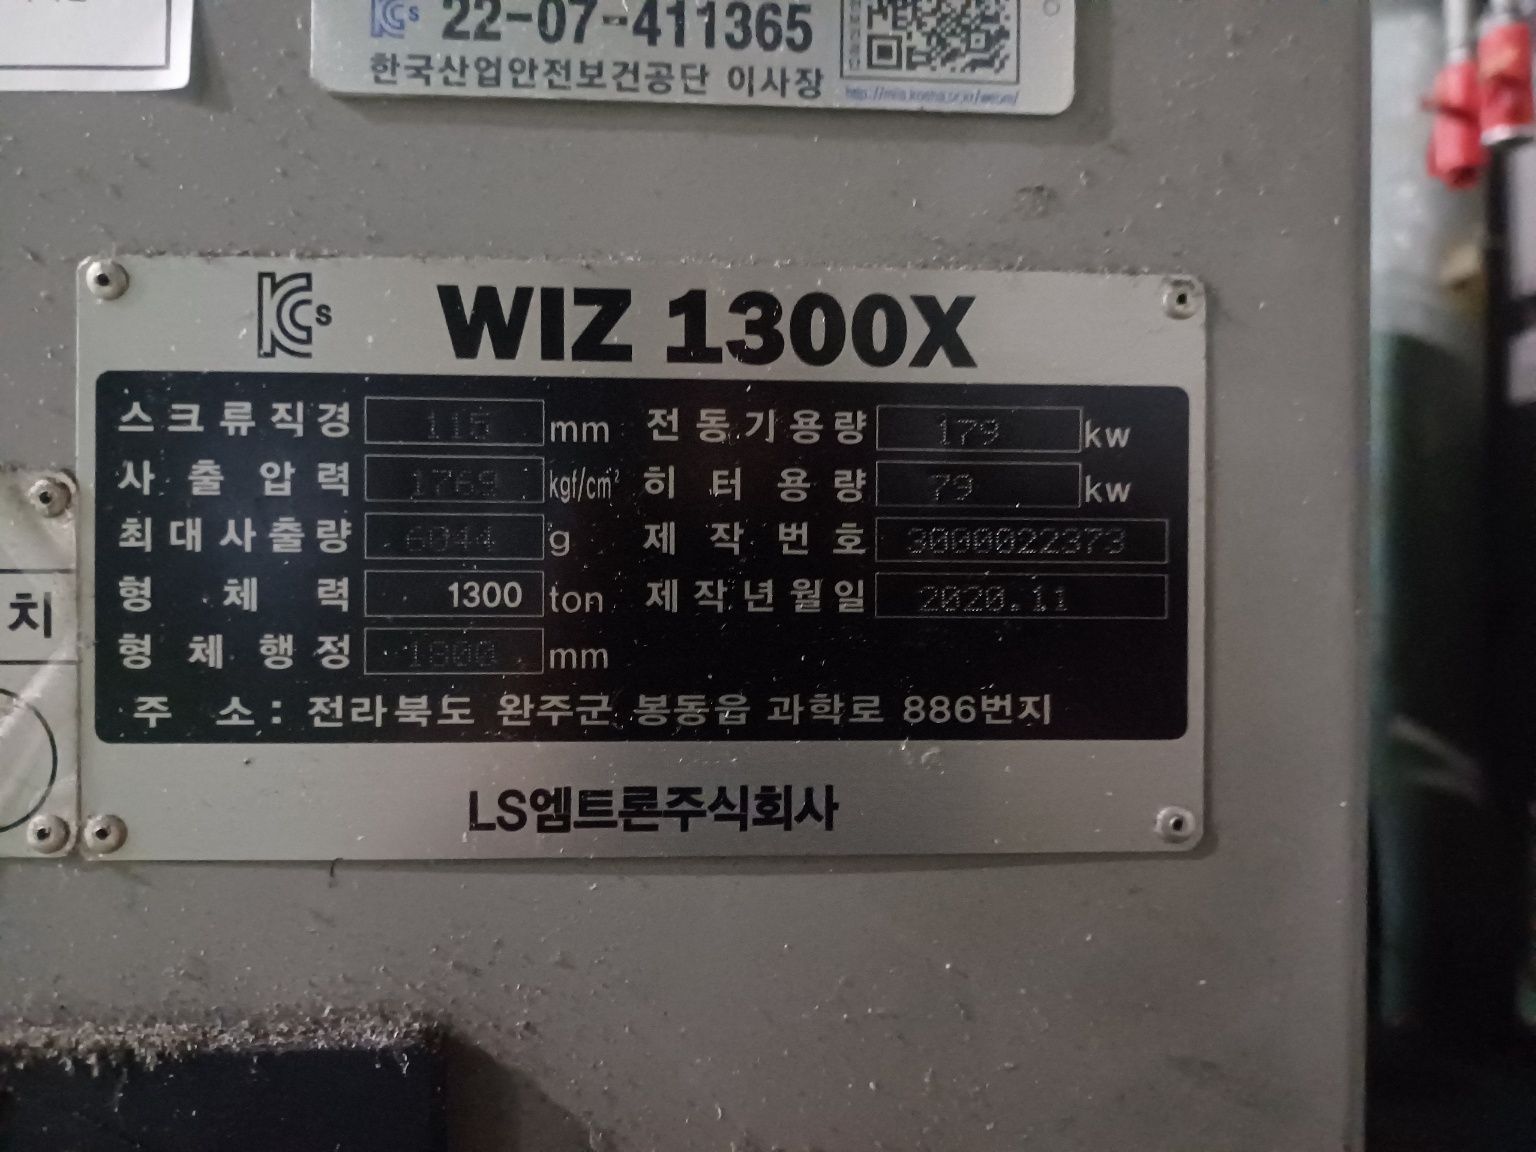 KCs 22-07-411365
한국산업안전보건공단 이사장
치
KCs WIZ 1300X
스크류직경 115 mm 전동기용량 179 kw
사출압력 1769 kgf/cm² 히터용량 79 kw
최대사출량 6044 g 제작번호 3000022373
형체력 1300 ton 제작년월일 2020.11
형체행정 1800 mm
주소: 전라북도 완주군 봉동읍 과학로 886번지
LS엠트론주식회사